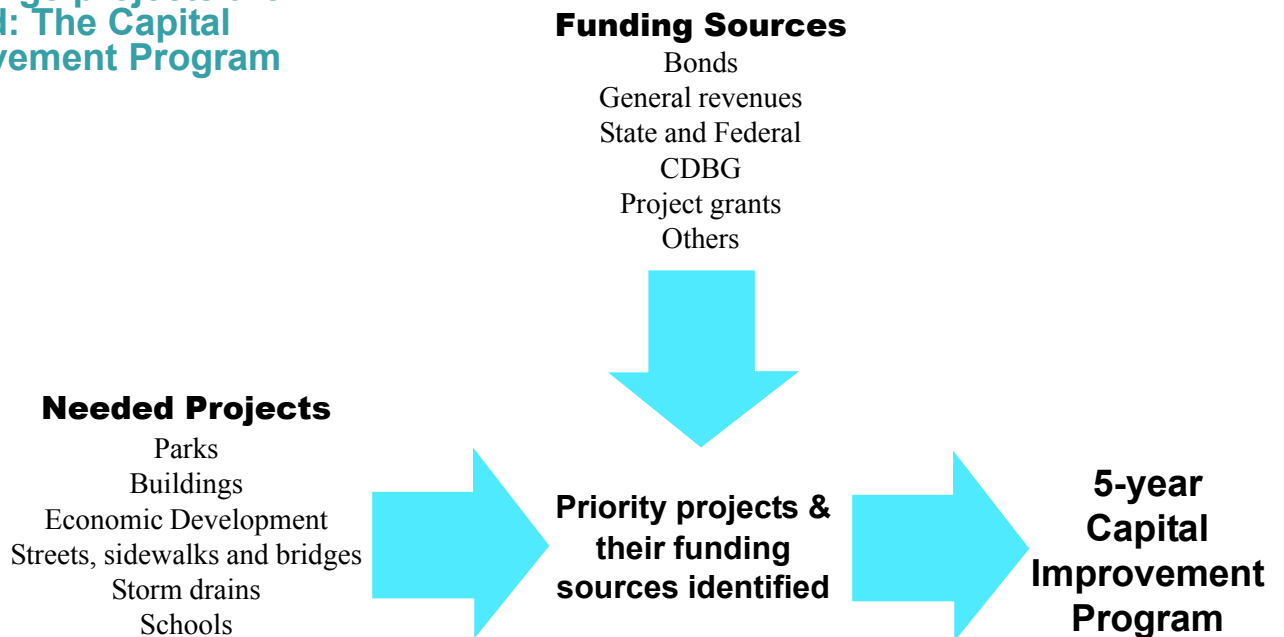 projects
The Capital
Program
Funding Sources
Bonds
General revenues
State and Federal
CDBG
Project grants
Others
Needed Projects
Parks
Buildings
Economic Development
Streets, sidewalks and bridges
Storm drains
Schools
Priority projects &
their funding
sources identified
5-year
Capital
Improvement
Program